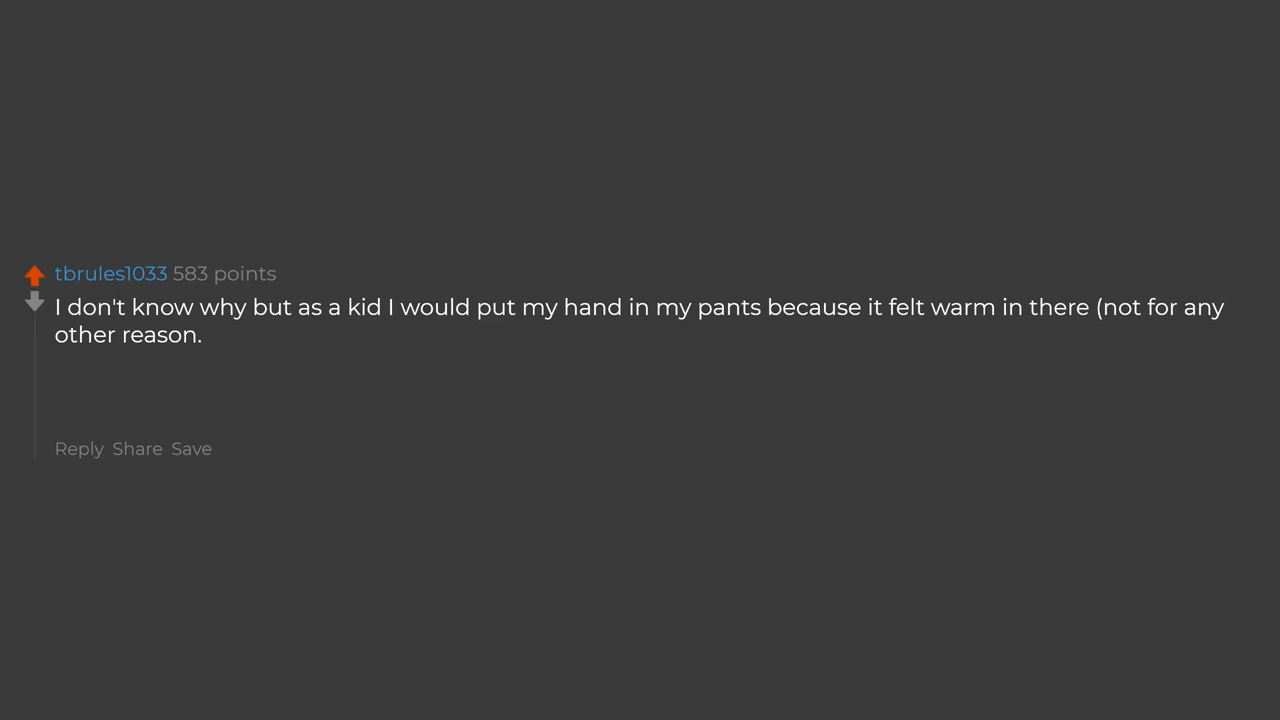 tbrules1033 583 points
I don't know why but as a kid I would put my hand in my pants because it felt warm in there (not for any
other reason.
Reply Share Save